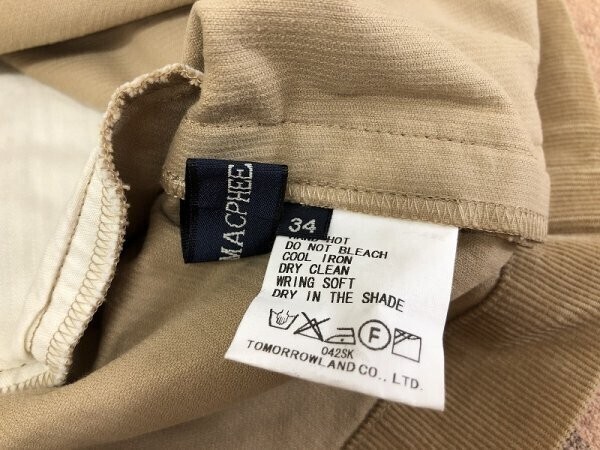 MACPHEE
34
HOT
DO NOT BLEACH
COOL IRON
DRY CLEAN
WRING SOFT
DRY IN THE SHADE
F
042SK
TOMORROWLAND CO., LTD.